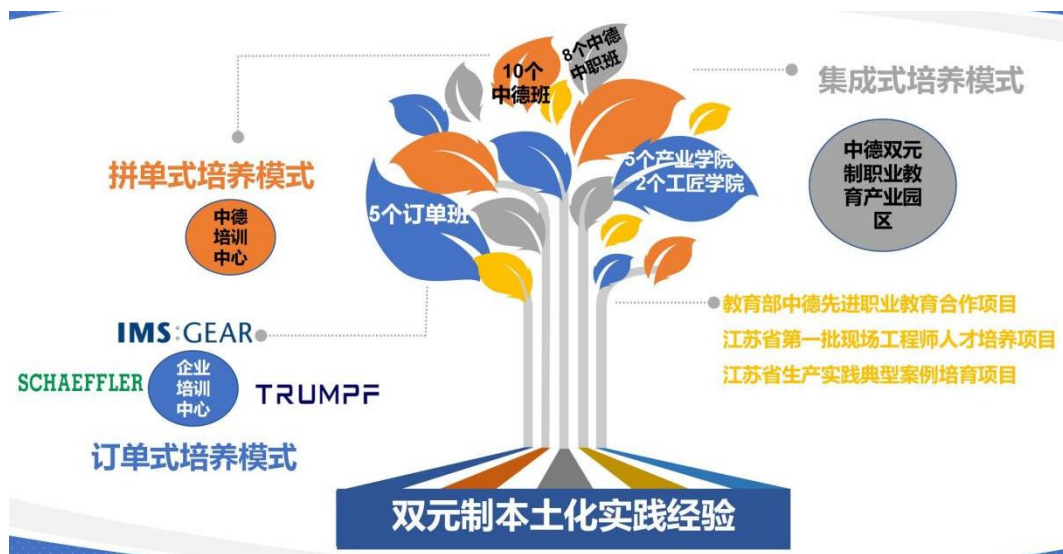 10个
中德班
8个中德
中职班
集成式培养模式
中德双元
制职业教
育产业园
区
拼单式培养模式
中德
培训
中心
5个订单班
5个产业学院
2个工匠学院
教育部中德先进职业教育合作项目
江苏省第一批现场工程师人才培养项目
江苏省生产实践典型案例培育项目
IMS:GEAR
SCHAEFFLER
企业
培训
中心
TRUMPF
订单式培养模式
双元制本土化实践经验